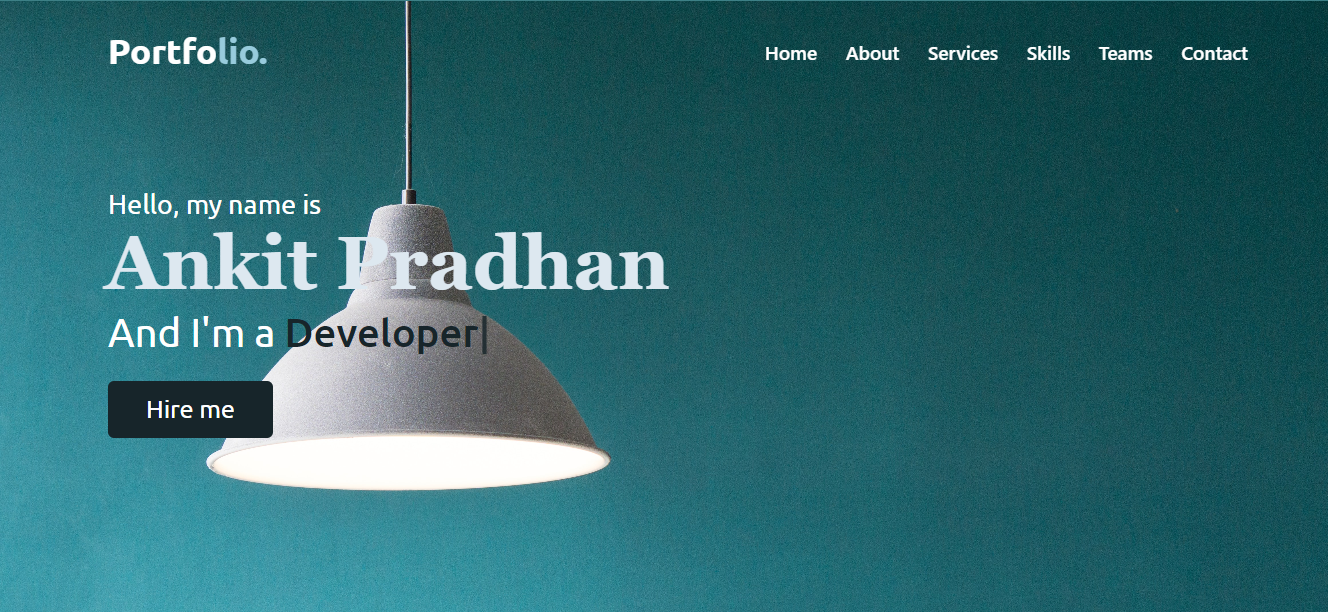 Portfolio.
Home About Services Skills Teams Contact
Hello, my name is
Ankit Pradhan
And I'm a Developer|
Hire me